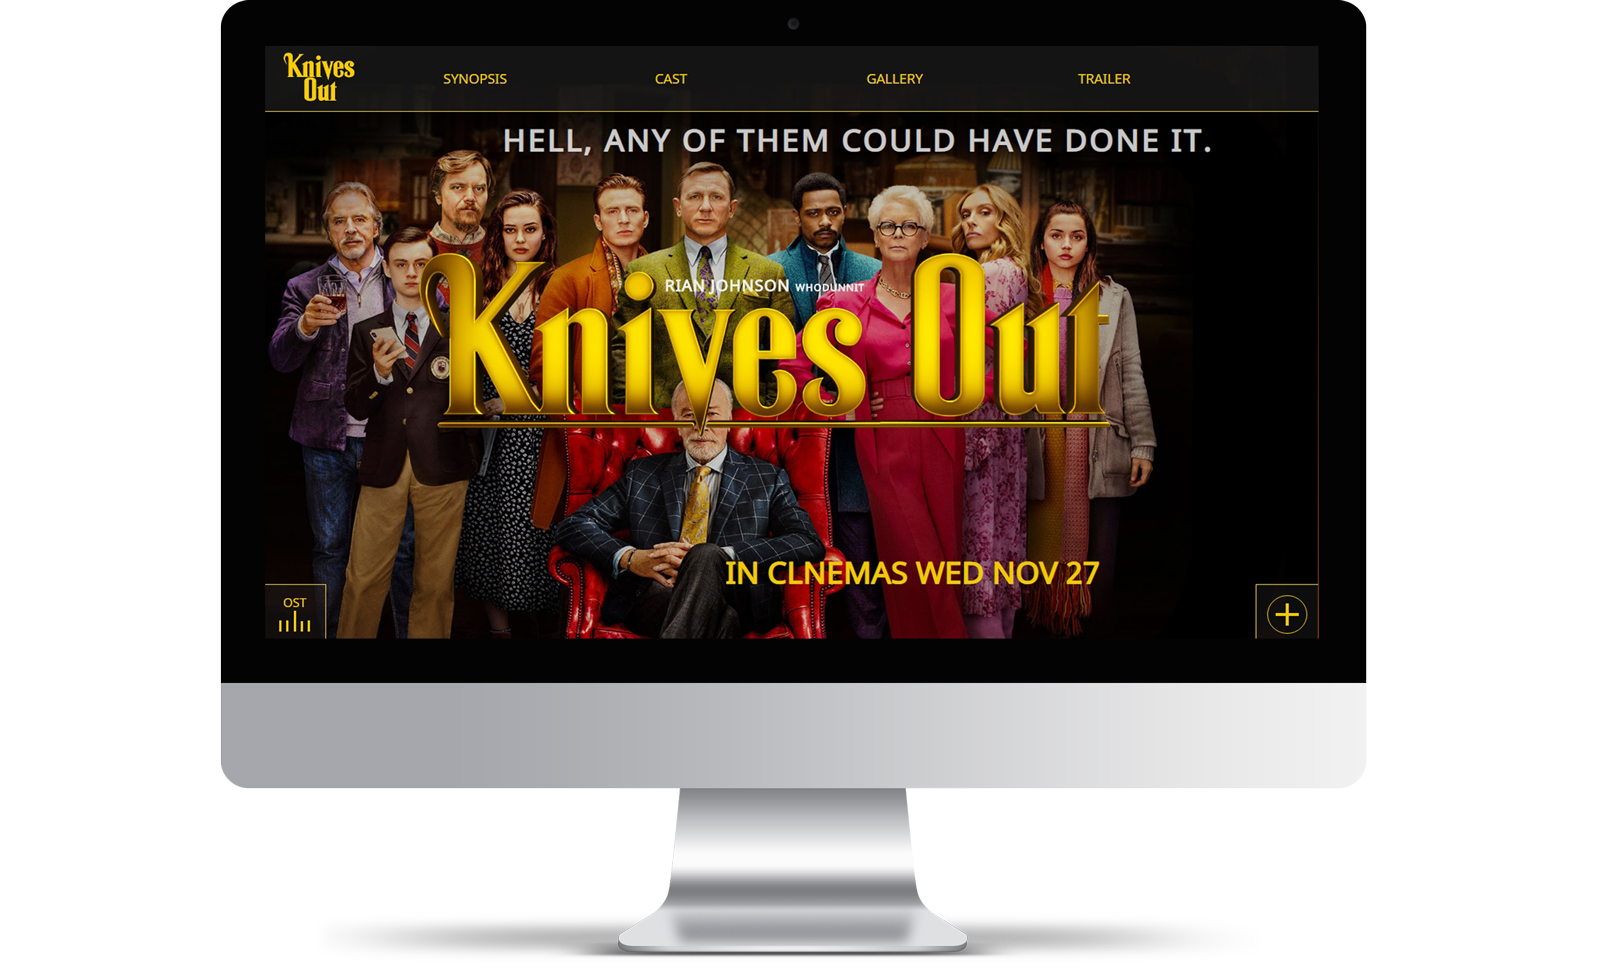 Knives
Out
SYNOPSIS
CAST
GALLERY
TRAILER
HELL, ANY OF THEM COULD HAVE DONE IT.
RIAN JOHNSON WHODUNNIT
Knives Out
IN CLNEMAS WED NOV 27
OST